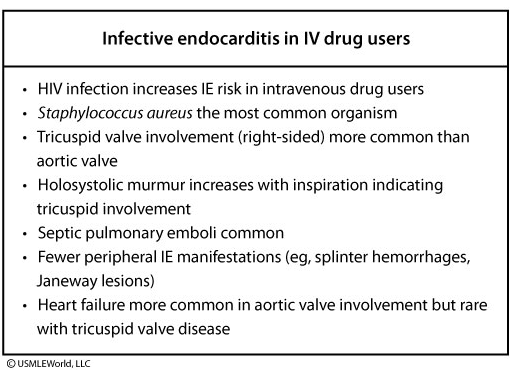 Infective endocarditis in IV drug users
• HIV infection increases IE risk in intravenous drug users
• Staphylococcus aureus the most common organism
• Tricuspid valve involvement (right-sided) more common than
aortic valve
• Holosystolic murmur increases with inspiration indicating
tricuspid involvement
• Septic pulmonary emboli common
• Fewer peripheral IE manifestations (eg, splinter hemorrhages,
Janeway lesions)
• Heart failure more common in aortic valve involvement but rare
with tricuspid valve disease
© USMLEWorld, LLC